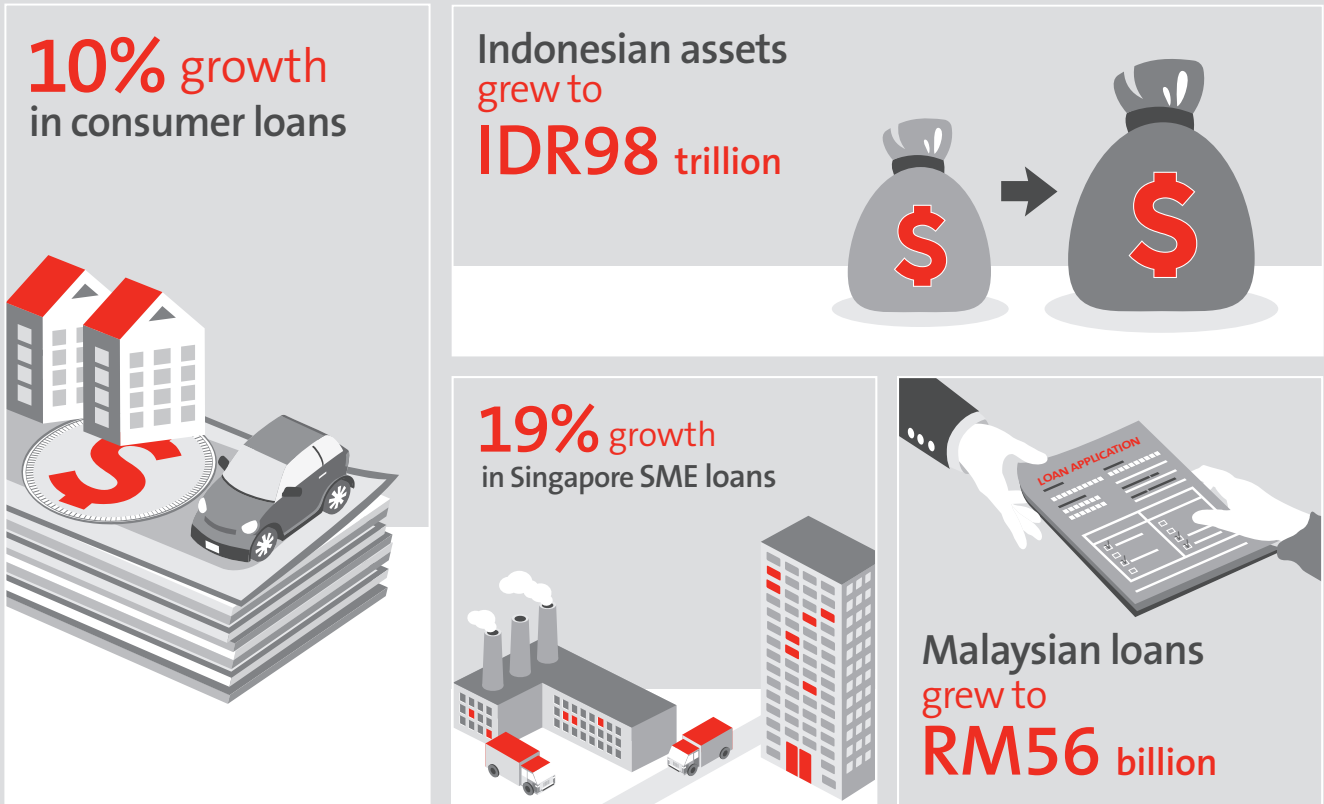 10% growth
in consumer loans
Indonesian assets
grew to
IDR98 trillion
$
$
$
19% growth
in Singapore SME loans
LOAN APPLICATION
Malaysian loans
grew to
RM56 billion